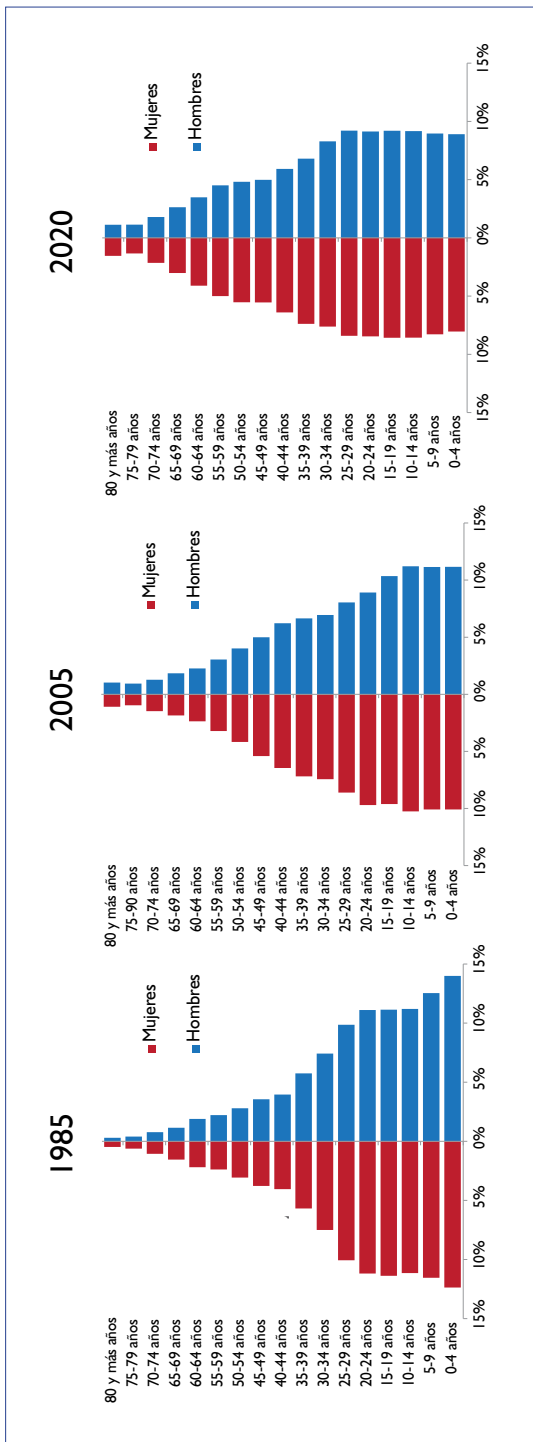 1985
Mujeres
Hombres
80 y más años
75-79 años
70-74 años
65-69 años
60-64 años
55-59 años
50-54 años
45-49 años
40-44 años
35-39 años
30-34 años
25-29 años
20-24 años
15-19 años
10-14 años
5-9 años
0-4 años
15% 10% 5% 0% 5% 10% 15%
2005
Mujeres
Hombres
80 y más años
75-90 años
70-74 años
65-69 años
60-64 años
55-59 años
50-54 años
45-49 años
40-44 años
35-39 años
30-34 años
25-29 años
20-24 años
15-19 años
10-14 años
5-9 años
0-4 años
15% 10% 5% 0% 5% 10% 15%
2020
Mujeres
Hombres
80 y más años
75-79 años
70-74 años
65-69 años
60-64 años
55-59 años
50-54 años
45-49 años
40-44 años
35-39 años
30-34 años
25-29 años
20-24 años
15-19 años
10-14 años
5-9 años
0-4 años
15% 10% 5% 0% 5% 10% 15%